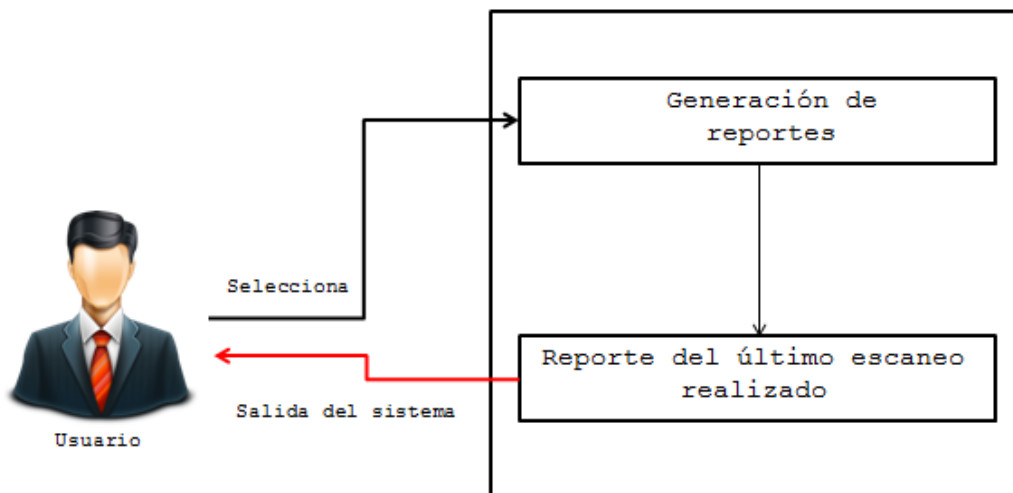 Generación de
reportes
Selecciona
Reporte del último escaneo
realizado
Salida del sistema
Usuario